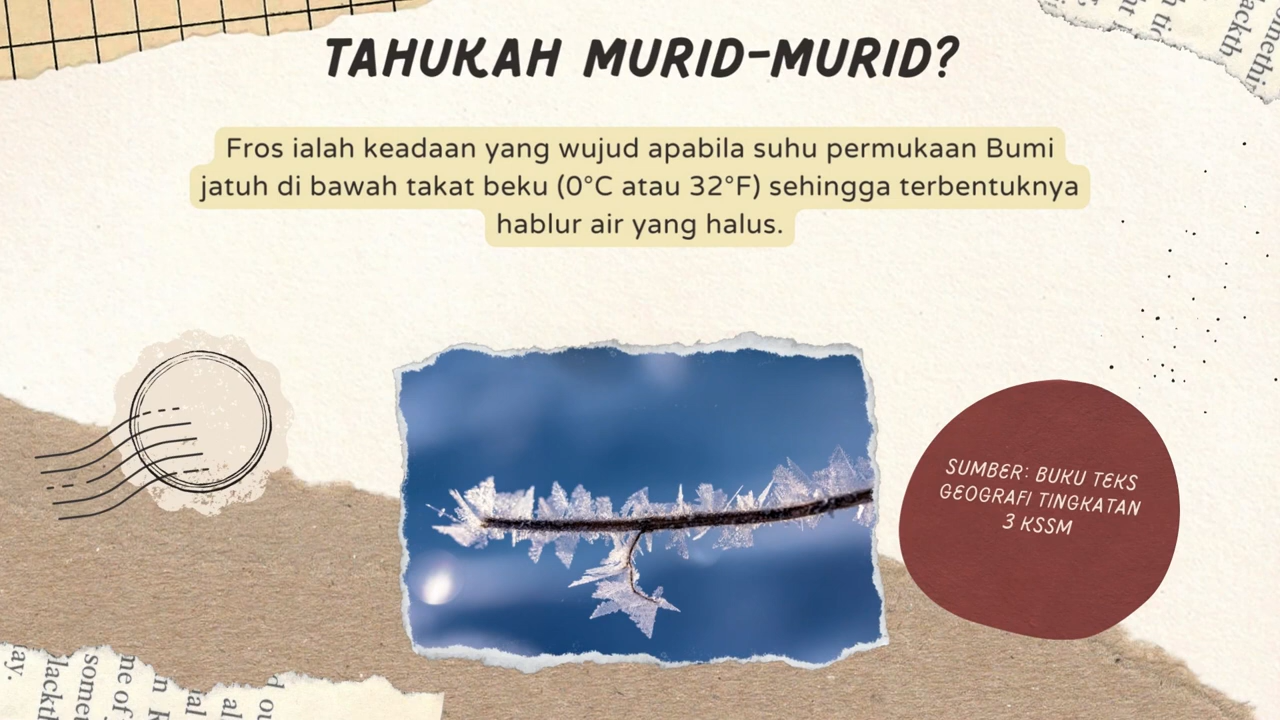 TAHUKAH MURID-MURID?
Fros ialah keadaan yang wujud apabila suhu permukaan Bumi
jatuh di bawah takat beku (0°C atau 32°F) sehingga terbentuknya
hablur air yang halus.
SUMBER: BUKU TEKS
GEOGRAFI TINGKATAN
3 KSSM